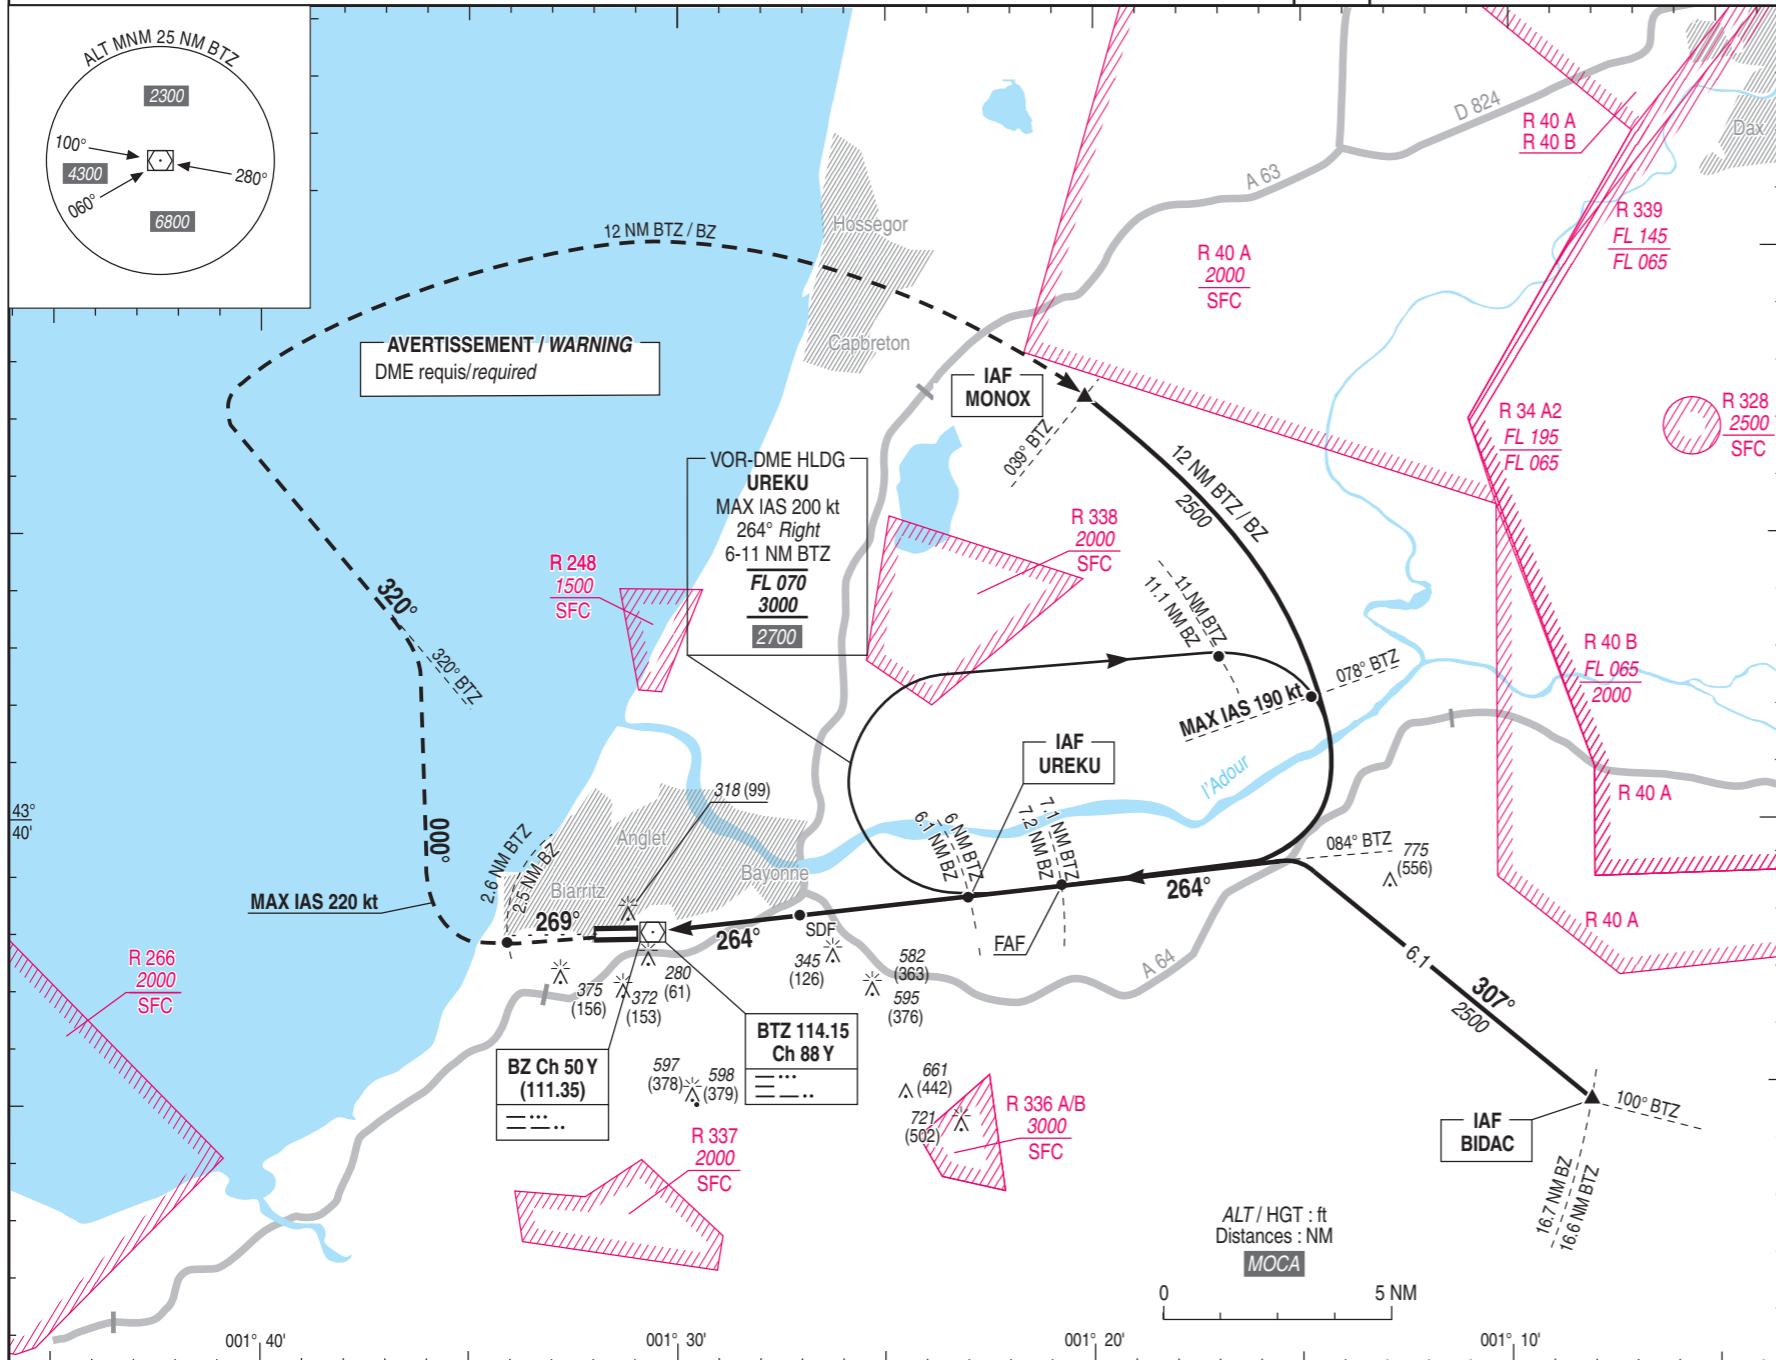 ALT MNM 25 NM BTZ
2300
100°
4300
280°
060°
6800
12 NM BTZ / BZ
AVERTISSEMENT / WARNING
DME requis/required
Hossegor
Capbreton
A 63
D 824
Dax
R 40 A
R 40 B
R 339
FL 145
FL 065
R 40 A
2000
SFC
IAF
MONOX
039° BTZ
12 NM BTZ / BZ
2500
R 34 A2
FL 195
FL 065
R 328
2500
SFC
VOR-DME HLDG
UREKU
MAX IAS 200 kt
264° Right
6-11 NM BTZ
FL 070
3000
2700
R 338
2000
SFC
R 248
1500
SFC
320°
320° BTZ
11 NM BTZ
11.1 NM BZ
078° BTZ
MAX IAS 190 kt
R 40 B
FL 065
2000
IAF
UREKU
l'Adour
R 40 A
43°
40'
318 (99)
Anglet
Bayonne
Biarritz
000°
2.6 NM BTZ
2.5 NM BZ
6 NM BTZ
6.1 NM BZ
7.1 NM BTZ
7.2 NM BZ
084° BTZ
775
(556)
MAX IAS 220 kt
269°
264°
264°
SDF
FAF
R 40 A
A 64
6.1
307°
2500
R 266
2000
SFC
375
(156)
372
(153)
280
(61)
345
(126)
582
(363)
595
(376)
BZ Ch 50 Y
(111.35)
BTZ 114.15
Ch 88 Y
597
(378)
598
(379)
661
(442)
721
(502)
R 336 A/B
3000
SFC
R 337
2000
SFC
IAF
BIDAC
100° BTZ
16.7 NM BZ
16.6 NM BTZ
ALT / HGT : ft
Distances : NM
MOCA
0 5 NM
001° 40'
001° 30'
001° 20'
001° 10'